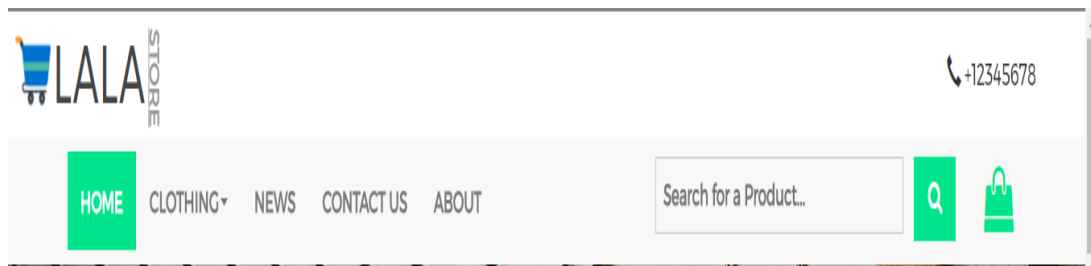 LALA STORE
+12345678
HOME CLOTHING NEWS CONTACT US ABOUT Search for a Product...